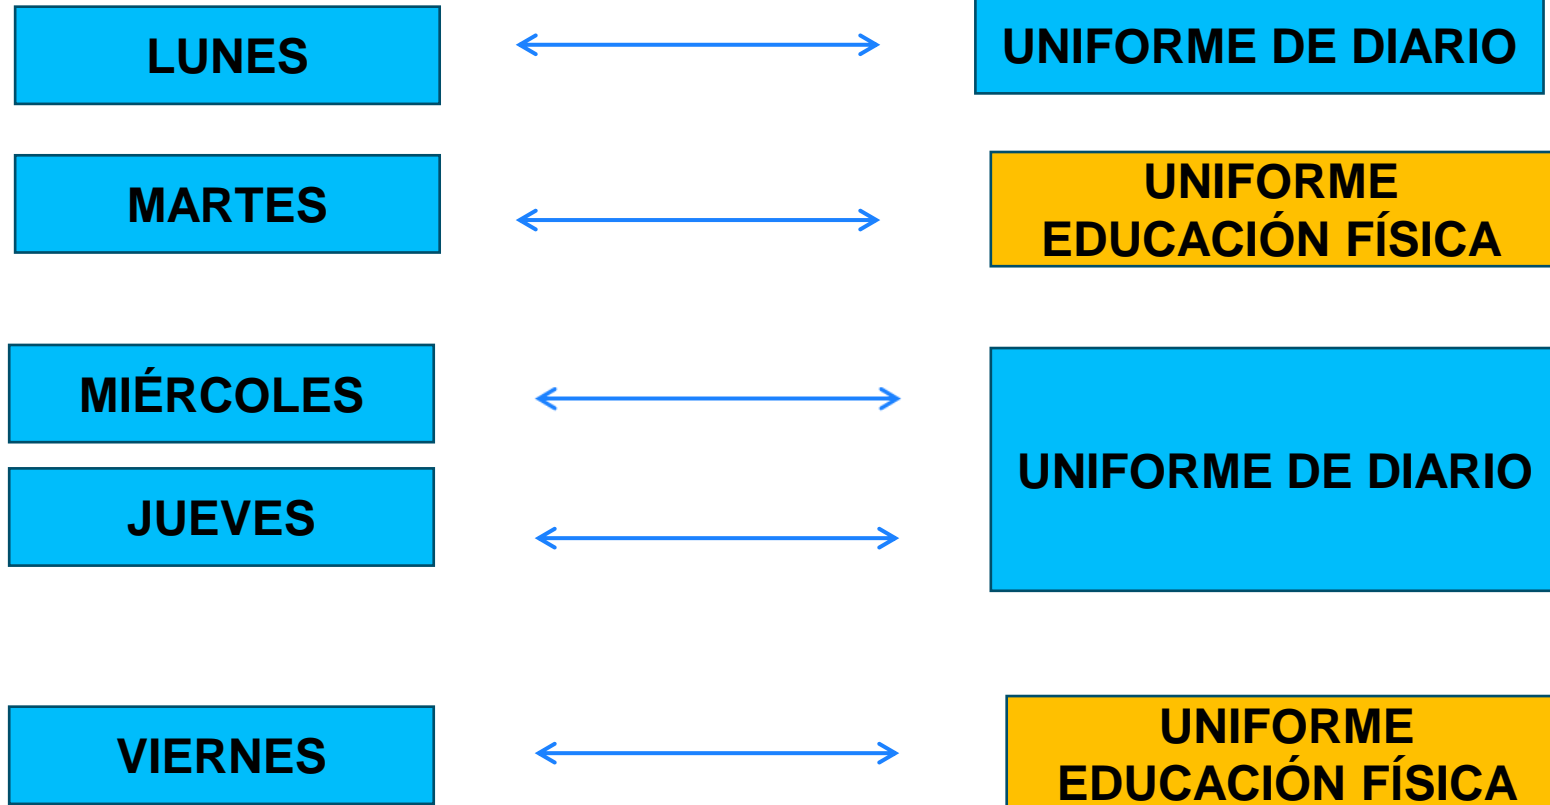 LUNES
UNIFORME DE DIARIO
MARTES
UNIFORME
EDUCACIÓN FÍSICA
MIÉRCOLES
JUEVES
UNIFORME DE DIARIO
VIERNES
UNIFORME
EDUCACIÓN FÍSICA